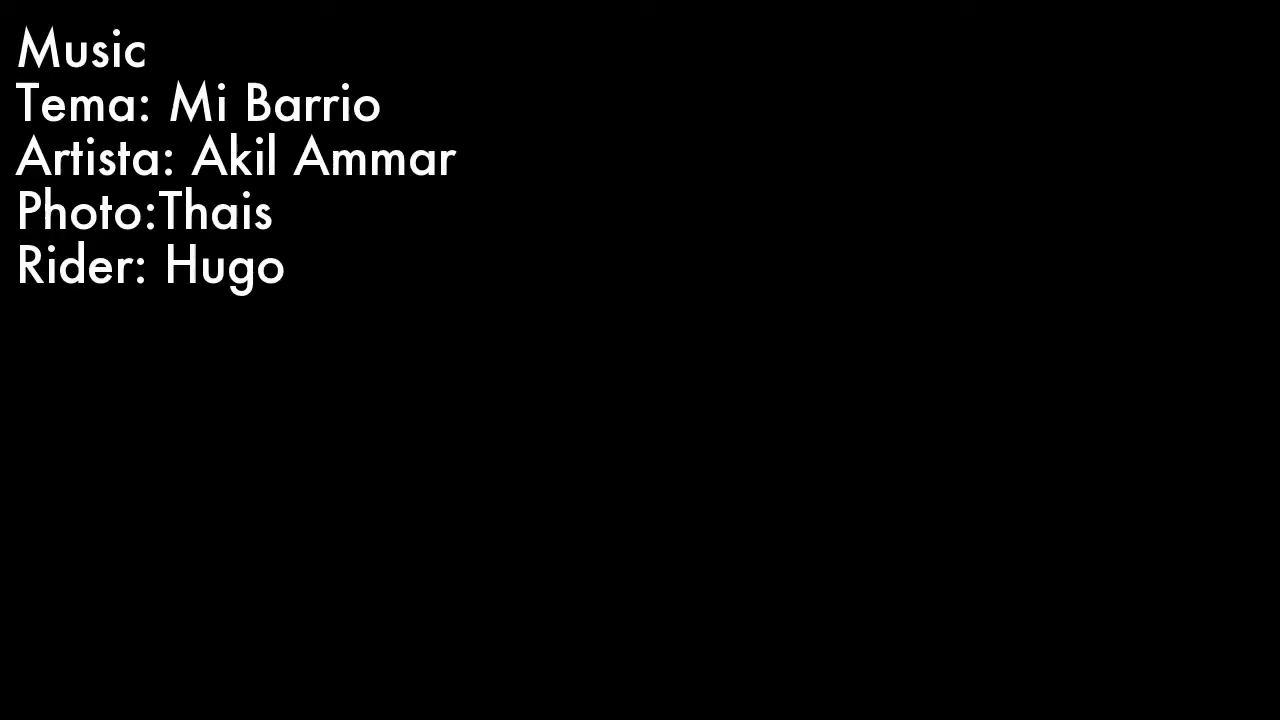 Music
Tema: Mi Barrio
Artista: Akil Ammar
Photo:Thais
Rider: Hugo